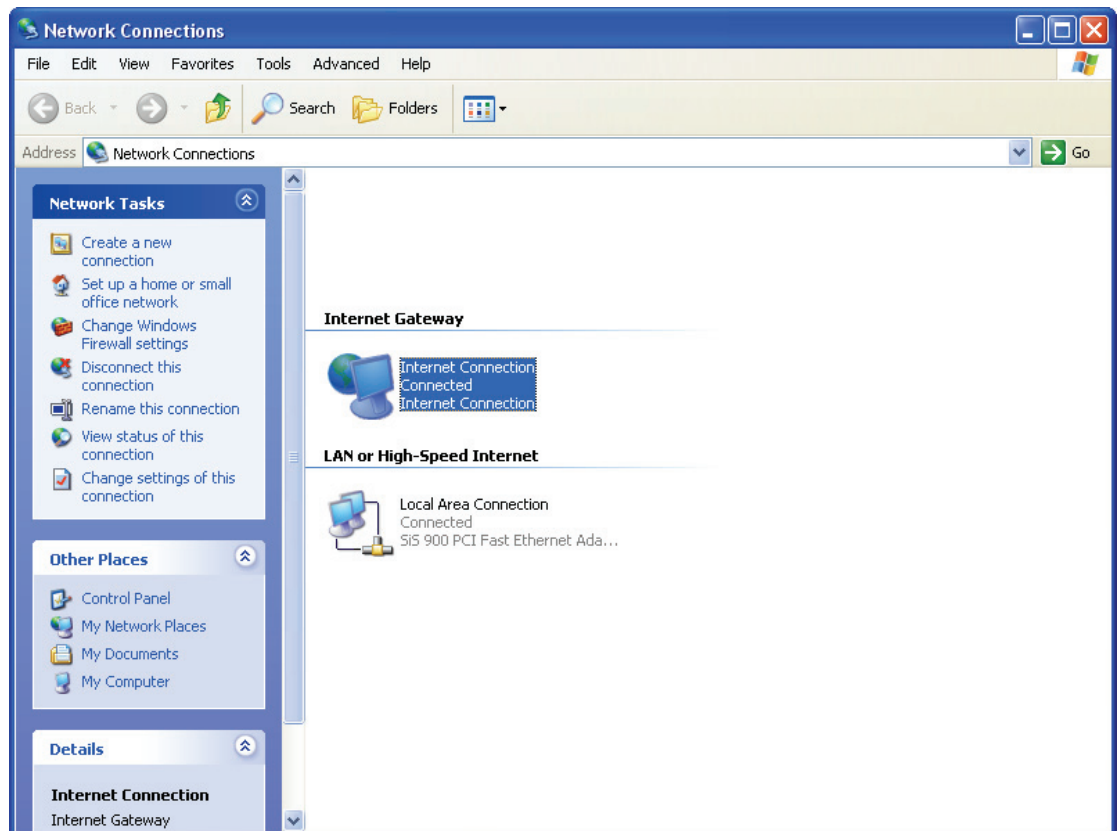 Network Connections
File Edit View Favorites Tools Advanced Help
Back Search Folders
Address Network Connections Go
Network Tasks
Create a new
connection
Set up a home or small
office network
Change Windows
Firewall settings
Disconnect this
connection
Rename this connection
View status of this
connection
Change settings of this
connection
Other Places
Control Panel
My Network Places
My Documents
My Computer
Details
Internet Connection
Internet Gateway
Internet Gateway
Internet Connection
Connected
Internet Connection
LAN or High-Speed Internet
Local Area Connection
Connected
SiS 900 PCI Fast Ethernet Ada...